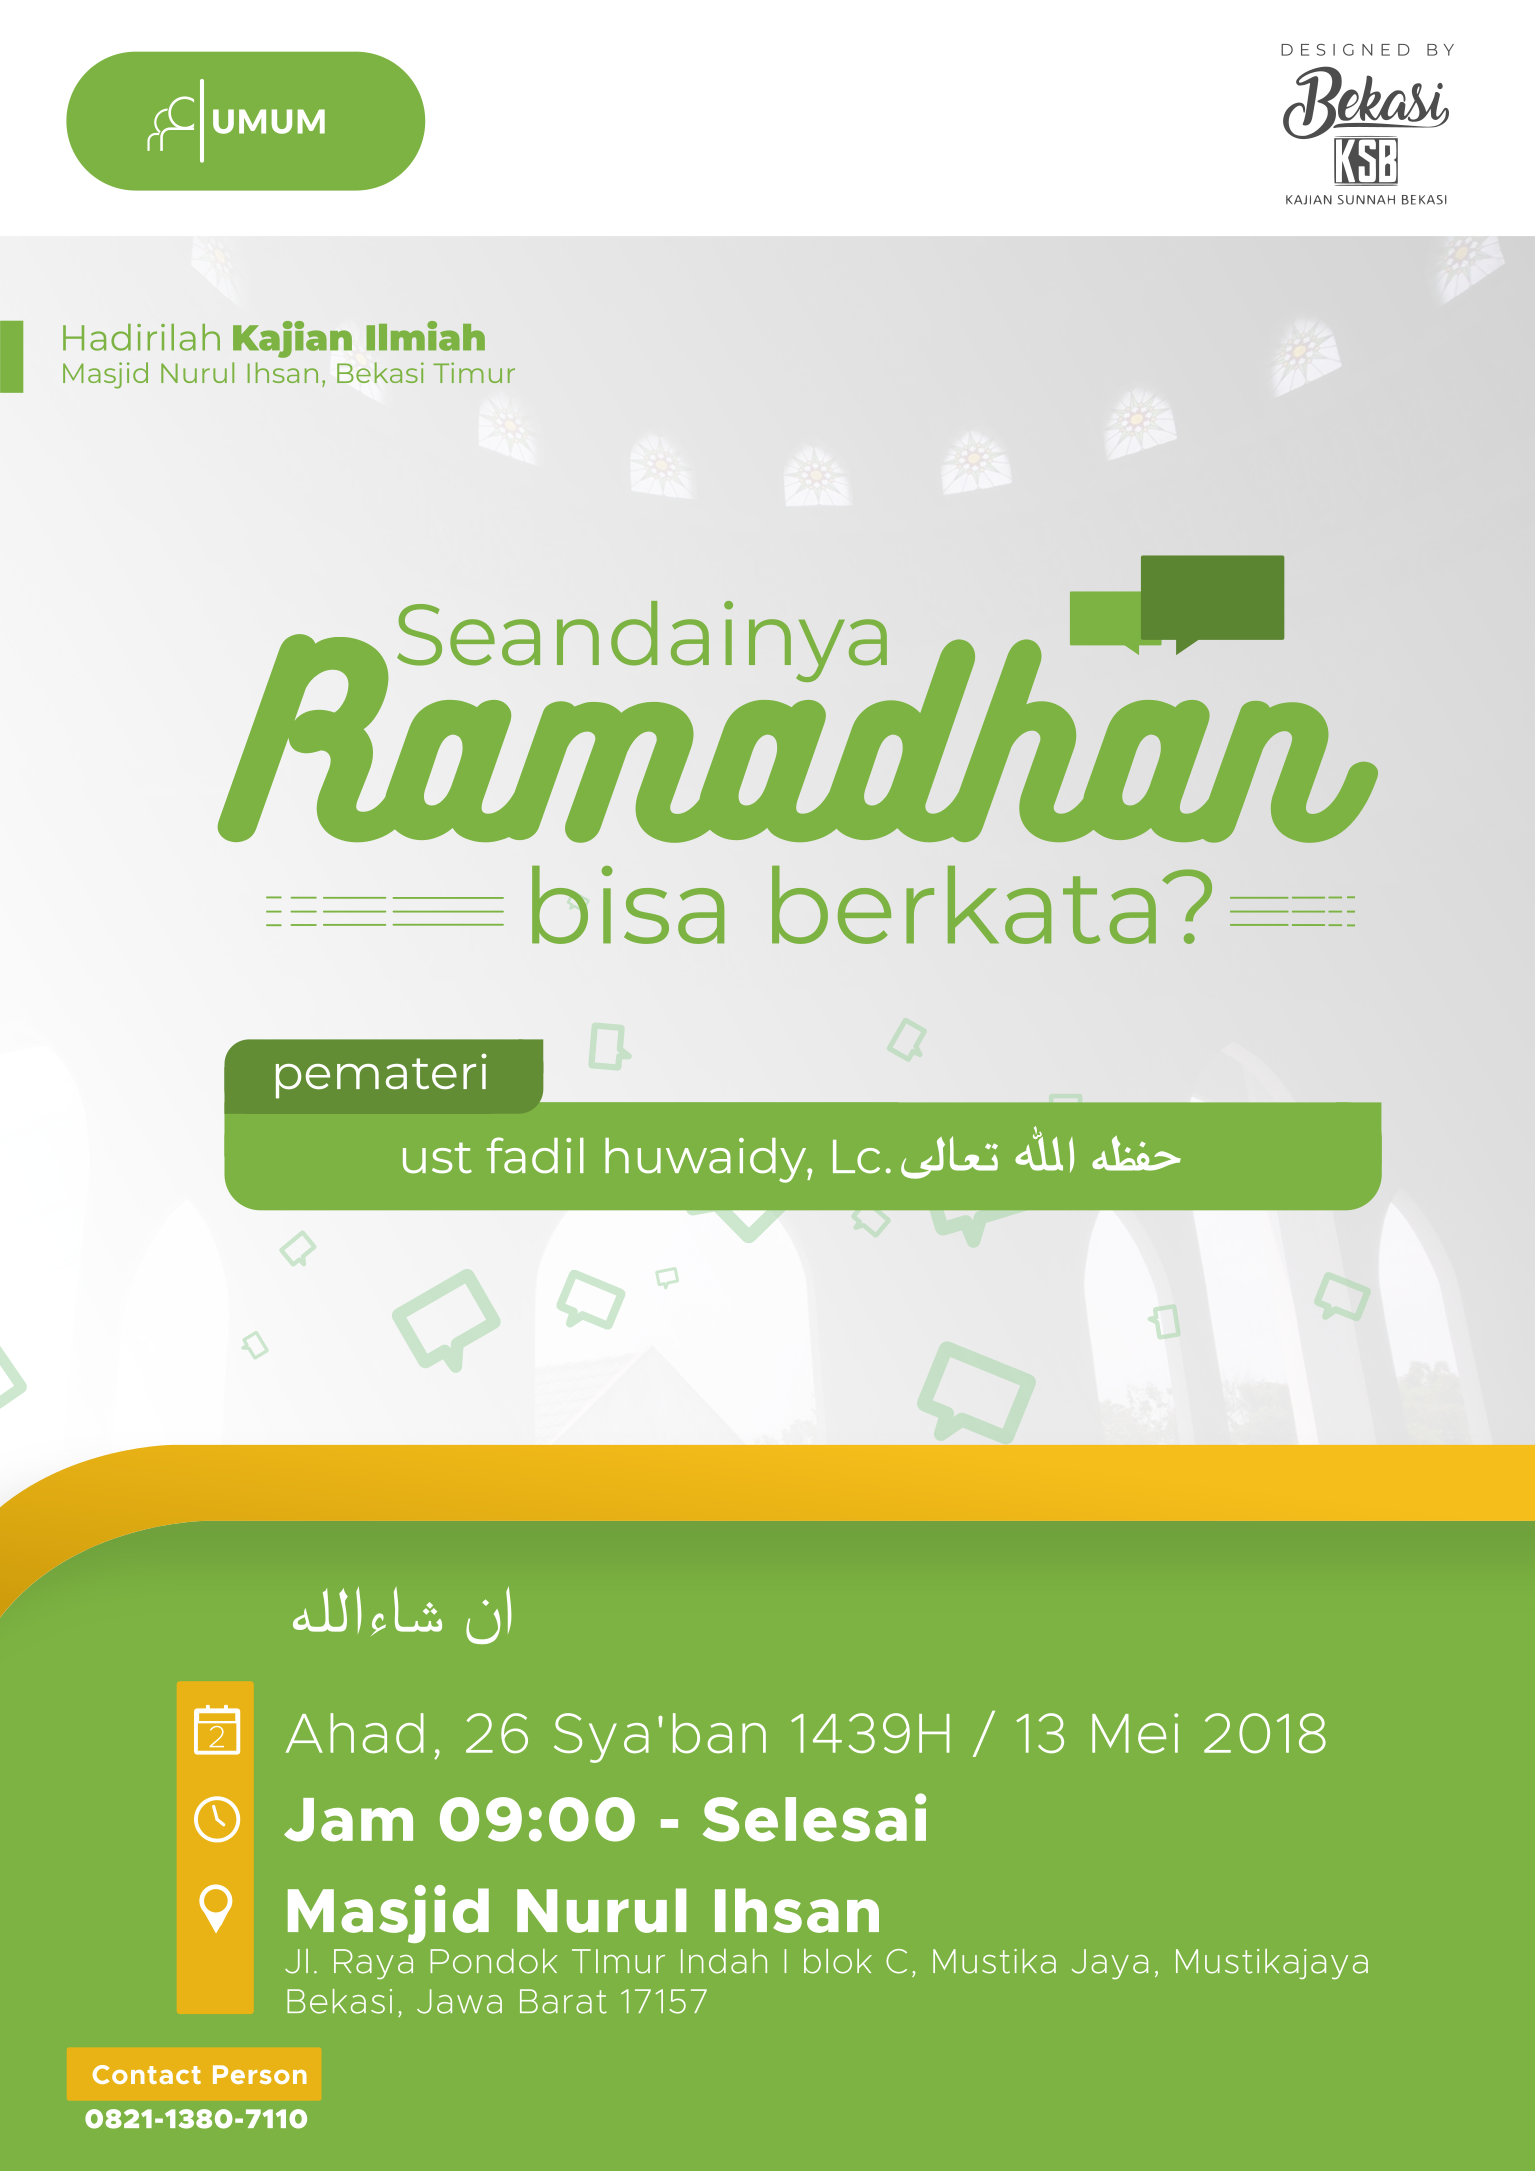 UMUM
DESIGNED BY
Bekasi
KSB
KAJIAN SUNNAH BEKASI
Hadirilah Kajian Ilmiah
Masjid Nurul Ihsan, Bekasi Timur
Seandainya
Ramadhan
bisa berkata?
pemateri
ust fadil huwaidy, Lc. حفظه الله تعالى
ان شاءالله
2
Ahad, 26 Sya'ban 1439H / 13 Mei 2018
Jam 09:00 - Selesai
Masjid Nurul Ihsan
Jl. Raya Pondok TImur Indah I blok C, Mustika Jaya, Mustikajaya
Bekasi, Jawa Barat 17157
Contact Person
0821-1380-7110